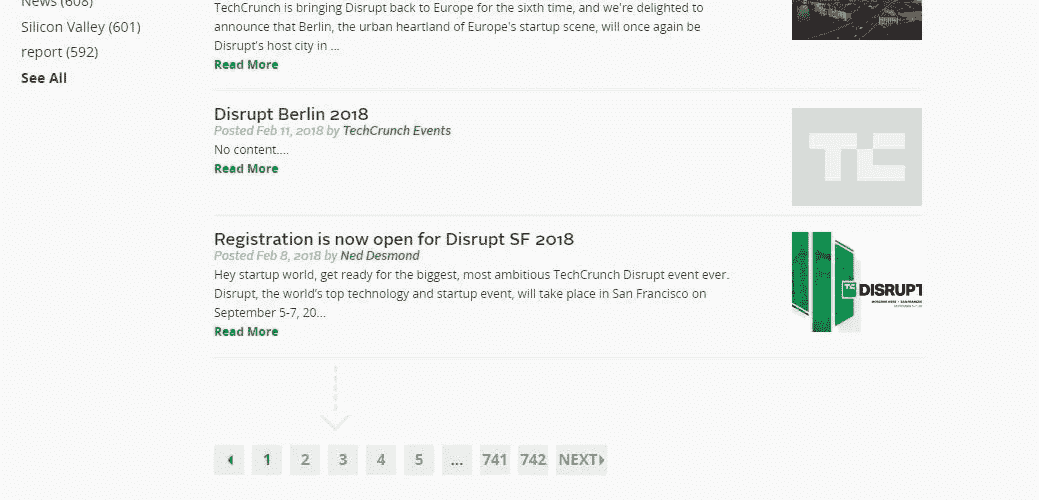 News (608)
Silicon Valley (601)
report (592)
See All
TechCrunch is bringing Disrupt back to Europe for the sixth time, and we're delighted to
announce that Berlin, the urban heartland of Europe's startup scene, will once again be
Disrupt's host city in ...
Read More
Disrupt Berlin 2018
Posted Feb 11, 2018 by TechCrunch Events
No content....
Read More
TC
Registration is now open for Disrupt SF 2018
Posted Feb 8, 2018 by Ned Desmond
Hey startup world, get ready for the biggest, most ambitious TechCrunch Disrupt event ever.
Disrupt, the world's top technology and startup event, will take place in San Francisco on
September 5-7, 20...
Read More
TC DISRUPT
1 2 3 4 5 ... 741 742 NEXT